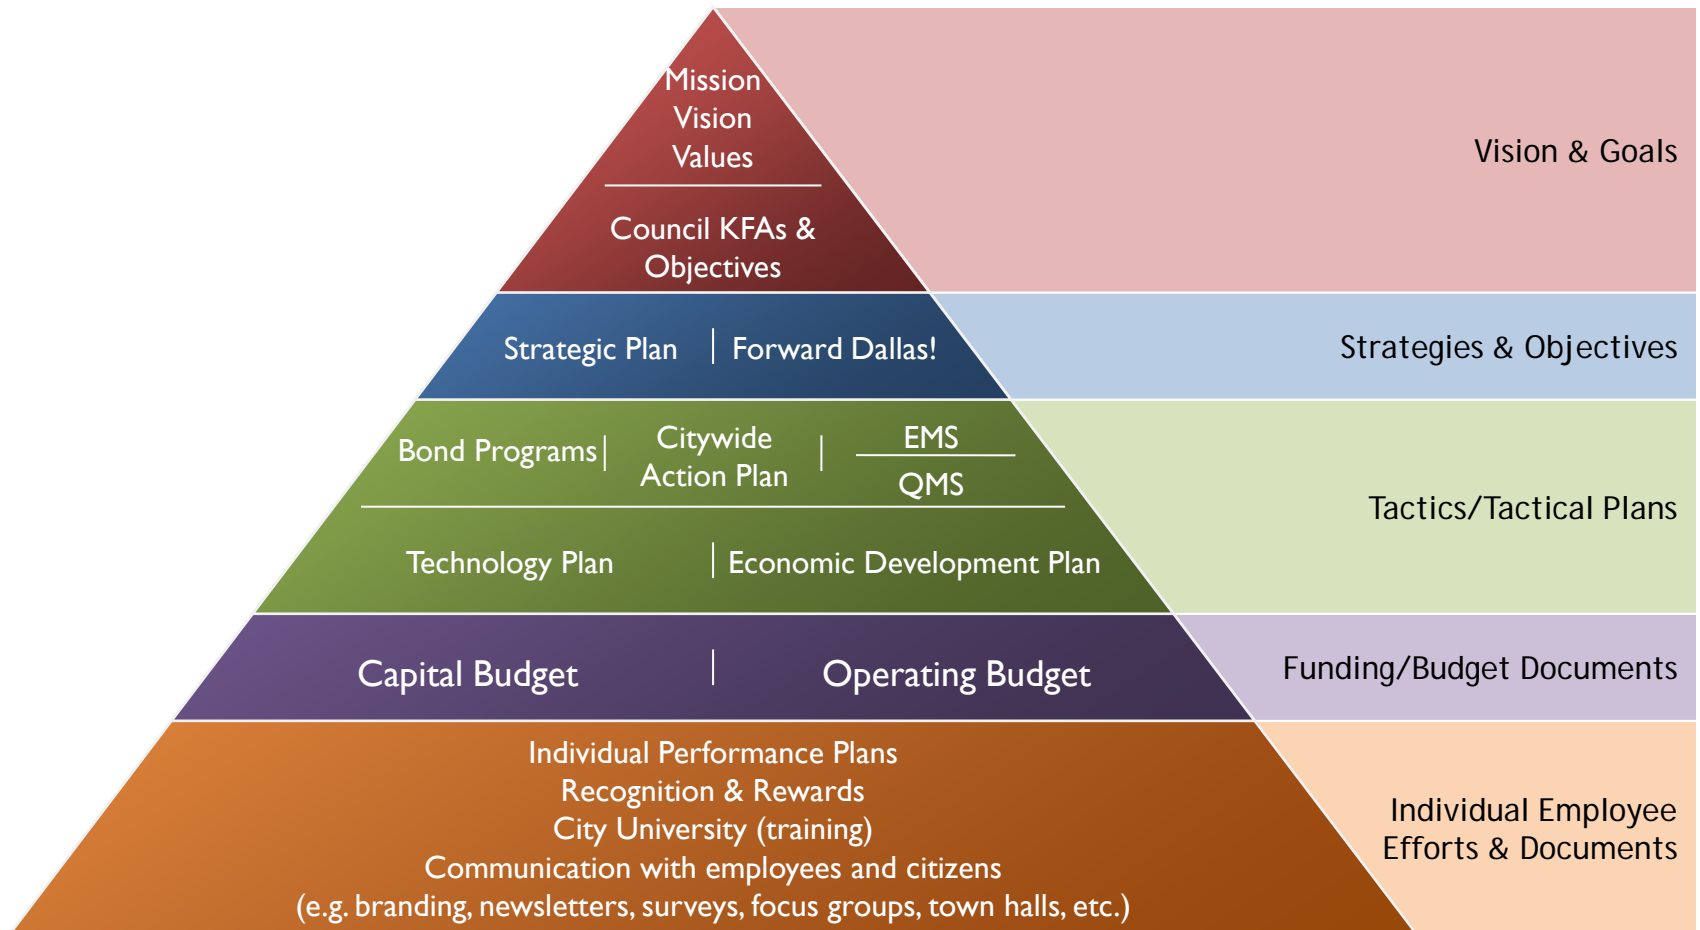 Mission
Vision
Values
Council KFAs &
Objectives
Vision & Goals
Strategic Plan
Forward Dallas!
Strategies & Objectives
Bond Programs
Citywide
Action Plan
EMS
QMS
Technology Plan
Economic Development Plan
Tactics/Tactical Plans
Capital Budget
Operating Budget
Funding/Budget Documents
Individual Performance Plans
Recognition & Rewards
City University (training)
Communication with employees and citizens
(e.g. branding, newsletters, surveys, focus groups, town halls, etc.)
Individual Employee
Efforts & Documents